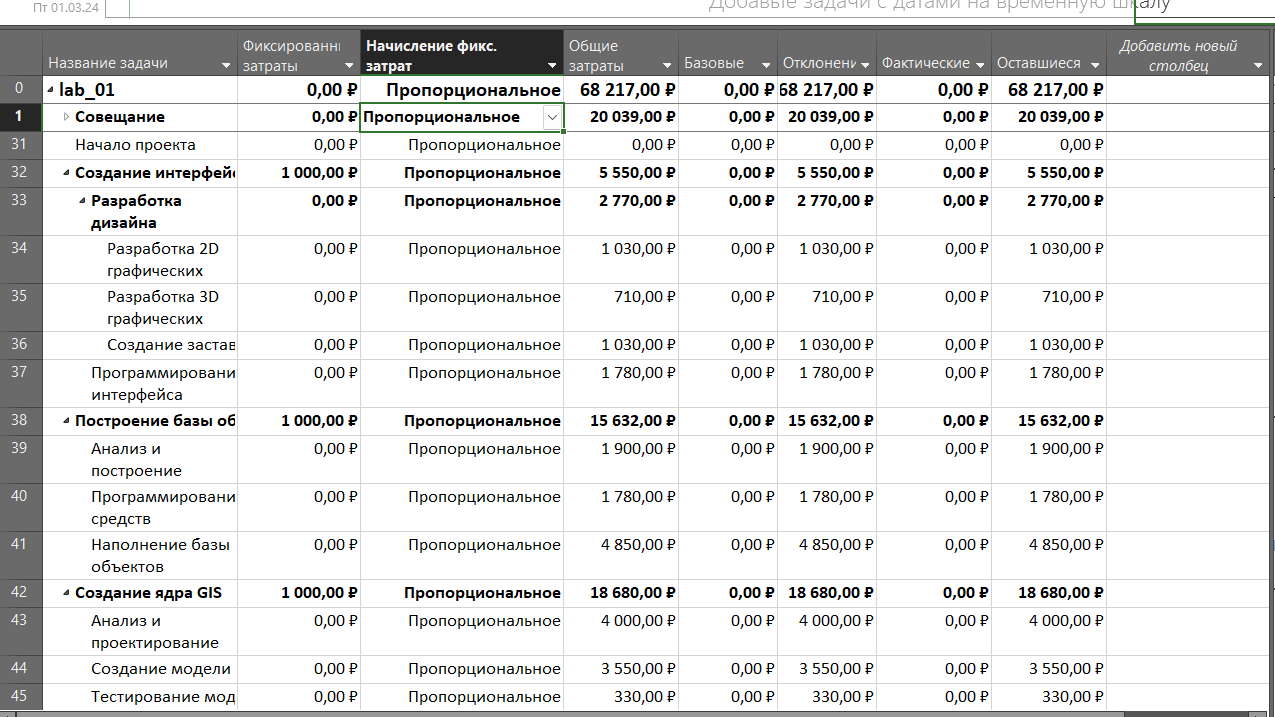 Пт 01.03.24
Добавьте задачи с датами на временную шкалу
Название задачи
Фиксированн
затраты
Начисление фикс.
затрат
Общие
затраты
Базовые
Отклонени
Фактические
Оставшиеся
Добавить новый
столбец
0 lab_01 0,00 ₽ Пропорциональное 68 217,00 ₽ 0,00 ₽ 68 217,00 ₽ 0,00 ₽ 68 217,00 ₽
1 Совещание 0,00 ₽ Пропорциональное 20 039,00 ₽ 0,00 ₽ 20 039,00 ₽ 0,00 ₽ 20 039,00 ₽
31 Начало проекта 0,00 ₽ Пропорциональное 0,00 ₽ 0,00 ₽ 0,00 ₽ 0,00 ₽ 0,00 ₽
32 Создание интерфей 1 000,00 ₽ Пропорциональное 5 550,00 ₽ 0,00 ₽ 5 550,00 ₽ 0,00 ₽ 5 550,00 ₽
33 Разработка 0,00 ₽ Пропорциональное 2 770,00 ₽ 0,00 ₽ 2 770,00 ₽ 0,00 ₽ 2 770,00 ₽
дизайна
34 Разработка 2D 0,00 ₽ Пропорциональное 1 030,00 ₽ 0,00 ₽ 1 030,00 ₽ 0,00 ₽ 1 030,00 ₽
графических
35 Разработка 3D 0,00 ₽ Пропорциональное 710,00 ₽ 0,00 ₽ 710,00 ₽ 0,00 ₽ 710,00 ₽
графических
36 Создание застав 0,00 ₽ Пропорциональное 1 030,00 ₽ 0,00 ₽ 1 030,00 ₽ 0,00 ₽ 1 030,00 ₽
37 Программировани 0,00 ₽ Пропорциональное 1 780,00 ₽ 0,00 ₽ 1 780,00 ₽ 0,00 ₽ 1 780,00 ₽
интерфейса
38 Построение базы об 1 000,00 ₽ Пропорциональное 15 632,00 ₽ 0,00 ₽ 15 632,00 ₽ 0,00 ₽ 15 632,00 ₽
39 Анализ и 0,00 ₽ Пропорциональное 1 900,00 ₽ 0,00 ₽ 1 900,00 ₽ 0,00 ₽ 1 900,00 ₽
построение
40 Программировани 0,00 ₽ Пропорциональное 1 780,00 ₽ 0,00 ₽ 1 780,00 ₽ 0,00 ₽ 1 780,00 ₽
средств
41 Наполнение базы 0,00 ₽ Пропорциональное 4 850,00 ₽ 0,00 ₽ 4 850,00 ₽ 0,00 ₽ 4 850,00 ₽
объектов
42 Создание ядра GIS 1 000,00 ₽ Пропорциональное 18 680,00 ₽ 0,00 ₽ 18 680,00 ₽ 0,00 ₽ 18 680,00 ₽
43 Анализ и 0,00 ₽ Пропорциональное 4 000,00 ₽ 0,00 ₽ 4 000,00 ₽ 0,00 ₽ 4 000,00 ₽
проектирование
44 Создание модели 0,00 ₽ Пропорциональное 3 550,00 ₽ 0,00 ₽ 3 550,00 ₽ 0,00 ₽ 3 550,00 ₽
45 Тестирование мод 0,00 ₽ Пропорциональное 330,00 ₽ 0,00 ₽ 330,00 ₽ 0,00 ₽ 330,00 ₽